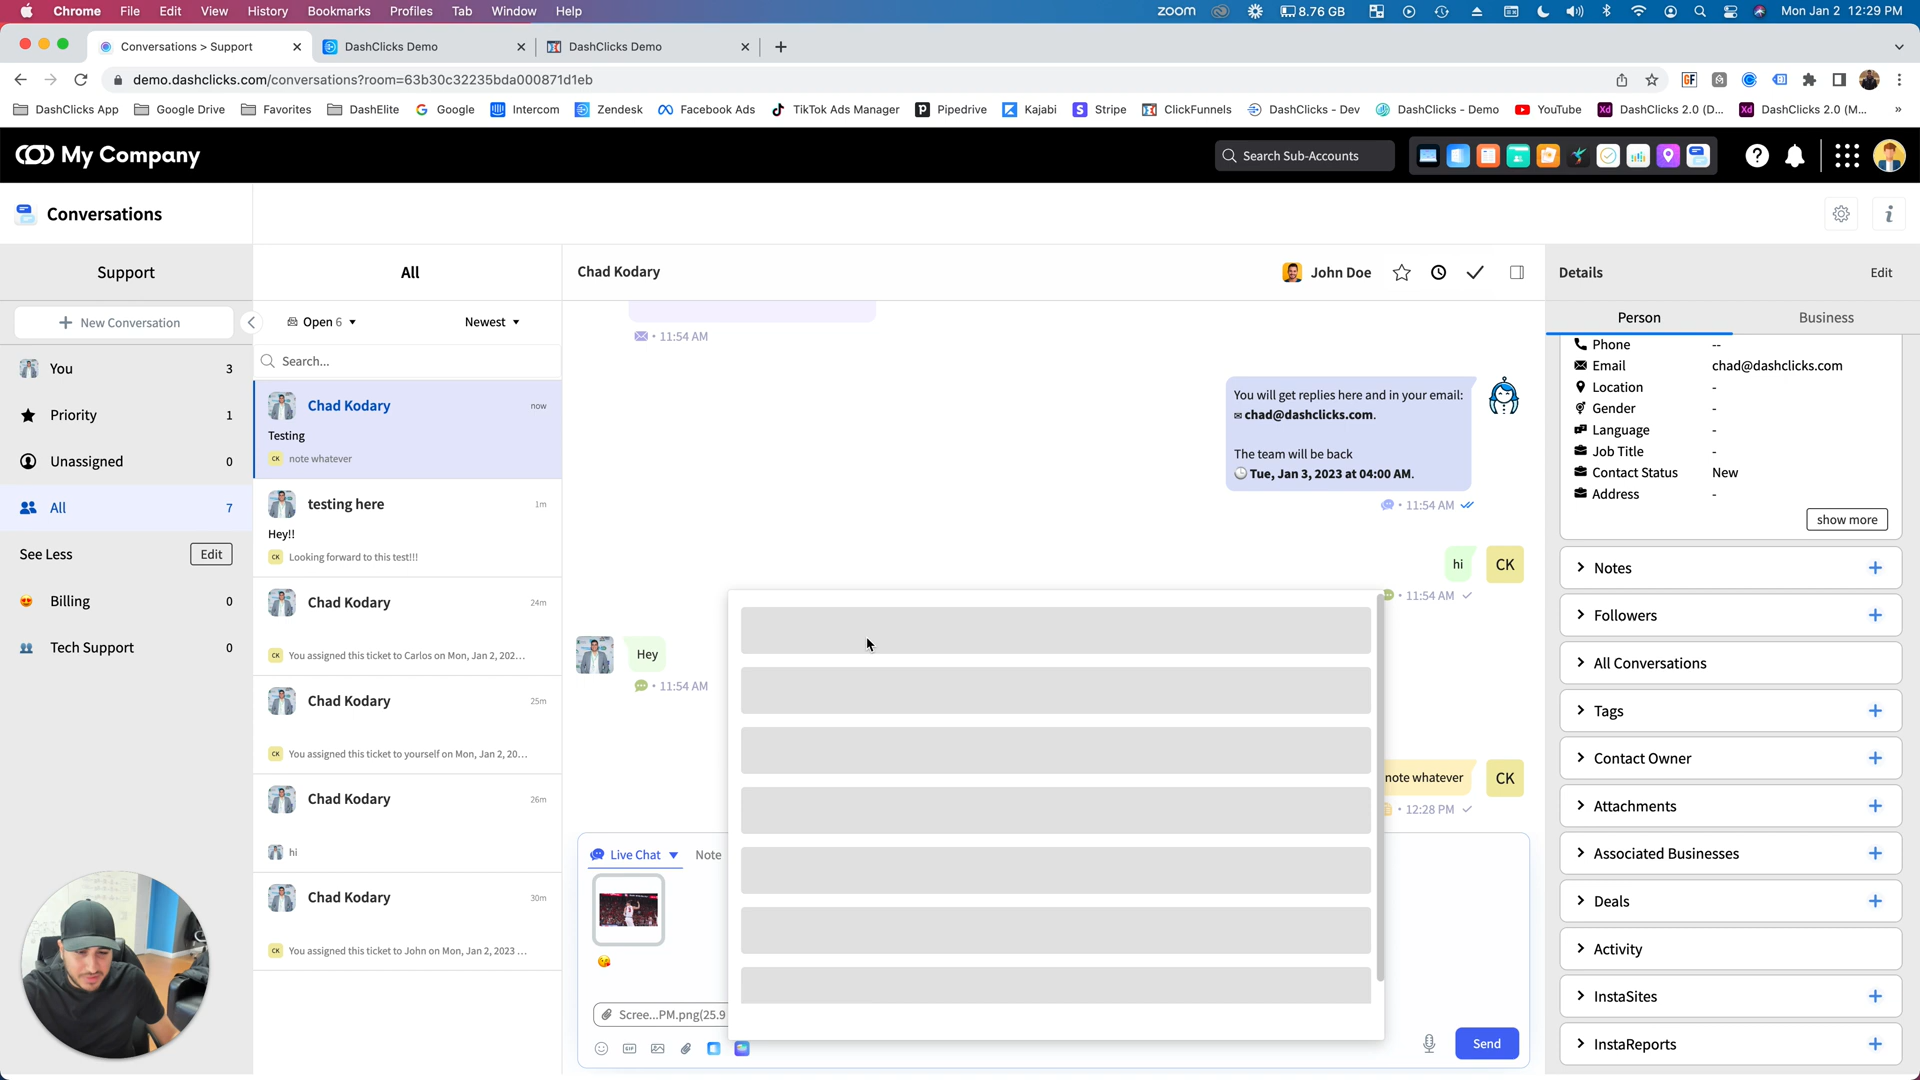 Chrome File Edit View History Bookmarks Profiles Tab Window Help zoom 8.76 GB Mon Jan 2 12:29 PM
Conversations > Support DashClicks Demo DashClicks Demo
demo.dashclicks.com/conversations?room=63b30c32235bda000871d1eb
DashClicks App Google Drive Favorites DashElite Google Intercom Zendesk Facebook Ads TikTok Ads Manager Pipedrive Kajabi Stripe ClickFunnels DashClicks - Dev DashClicks - Demo YouTube DashClicks 2.0 (D... DashClicks 2.0 (M... »
My Company Search Sub-Accounts
Conversations
Support
New Conversation
You 3
Priority 1
Unassigned 0
All 7
See Less Edit
Billing 0
Tech Support 0
All
Open 6 Newest
Search...
Chad Kodary now
Testing
CK note whatever
testing here 1m
Hey!!
CK Looking forward to this test!!!
Chad Kodary 24m
CK You assigned this ticket to Carlos on Mon, Jan 2, 202...
Chad Kodary 25m
CK You assigned this ticket to yourself on Mon, Jan 2, 20...
Chad Kodary 26m
hi
Chad Kodary 30m
CK You assigned this ticket to John on Mon, Jan 2, 2023 ...
Chad Kodary John Doe
• 11:54 AM
You will get replies here and in your email:
chad@dashclicks.com.
The team will be back
Tue, Jan 3, 2023 at 04:00 AM.
• 11:54 AM
hi CK
• 11:54 AM
Hey
• 11:54 AM
note whatever CK
• 12:28 PM
Live Chat Note
Scree...PM.png(25.9
GIF
Send
Details Edit
Person Business
Phone --
Email chad@dashclicks.com
Location -
Gender -
Language -
Job Title -
Contact Status New
Address -
show more
Notes
Followers
All Conversations
Tags
Contact Owner
Attachments
Associated Businesses
Deals
Activity
InstaSites
InstaReports